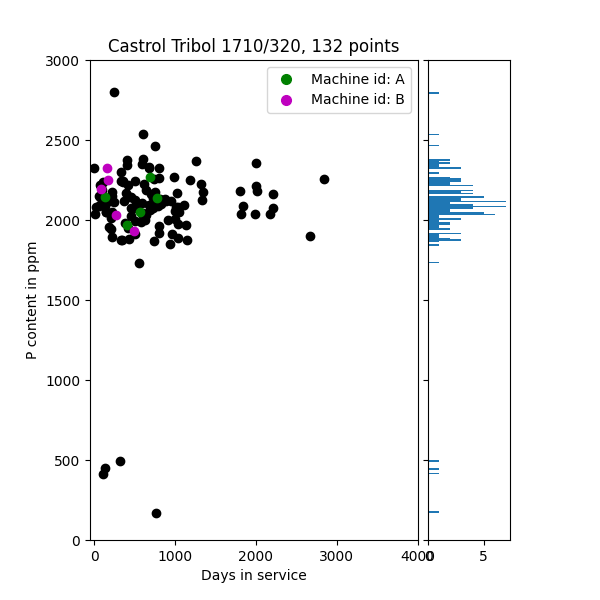 Castrol Tribol 1710/320, 132 points
Machine id: A
Machine id: B
3000
2500
2000
1500
1000
500
0
P content in ppm
0
1000
2000
3000
4000
0
5
Days in service